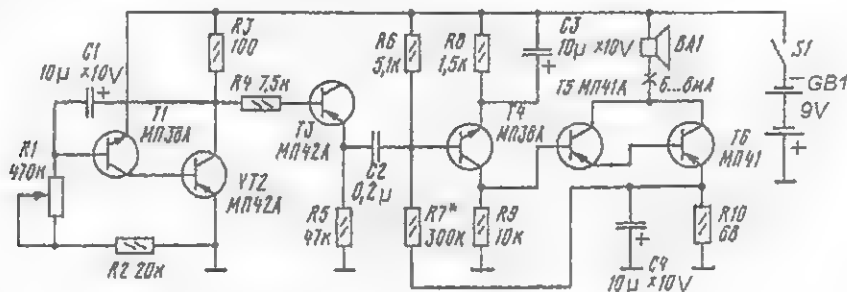 C1
10μ ×10V
R1
470к
T1
МП38А
VT2
МП42А
R2 20к
R3
100
R4 7,5к
T3
МП42А
R5
47к
C2
0,2μ
R6
5,1к
R7*
300к
R8
1,5к
C3
10μ ×10V
T4
МП38А
R9
10к
T5 МП41А
BA1
6...8мА
T6
МП41
R10
68
C4
10μ ×10V
S1
GB1
9V